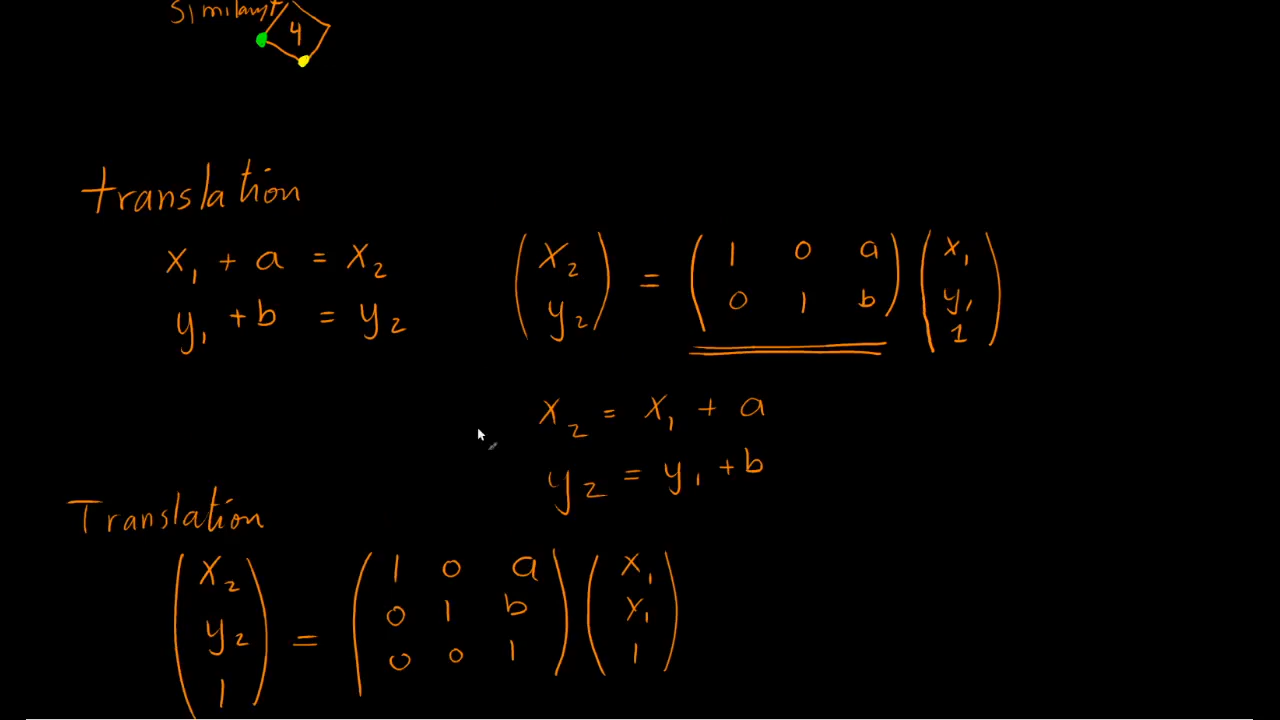 Similarity
4
translation
x₁ + a = x₂
y₁ + b = y₂
(x₂ y₂) = (1 0 a
0 1 b) (x₁ y₁ 1)
x₂ = x₁ + a
y₂ = y₁ + b
Translation
(x₂ y₂ 1) = (1 0 a
0 1 b
0 0 1) (x₁ x₁ 1)